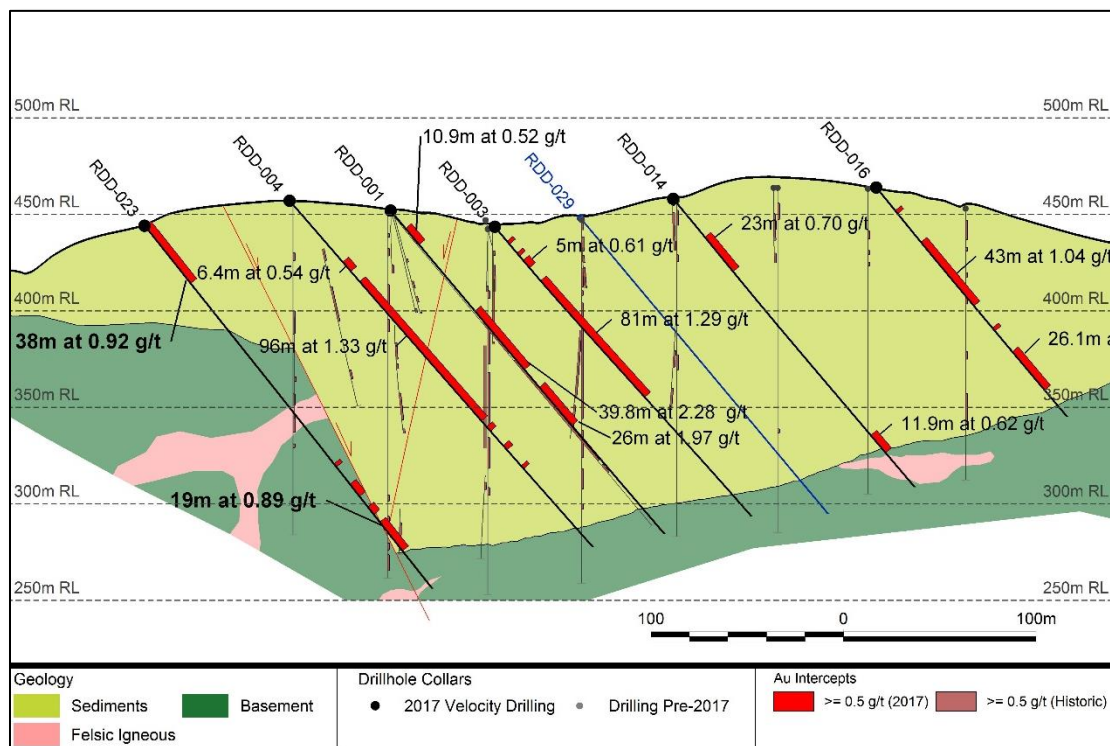 500m RL
500m RL
10.9m at 0.52 g/t
RDD-023
RDD-004
RDD-001
RDD-003
RDD-029
RDD-014
RDD-016
450m RL
450m RL
6.4m at 0.54 g/t
5m at 0.61 g/t
23m at 0.70 g/t
43m at 1.04 g/t
400m RL
400m RL
38m at 0.92 g/t
96m at 1.33 g/t
81m at 1.29 g/t
26.1m a
350m RL
350m RL
39.8m at 2.28 g/t
26m at 1.97 g/t
11.9m at 0.62 g/t
300m RL
300m RL
19m at 0.89 g/t
250m RL
250m RL
100 0 100m
Geology
Sediments
Basement
Felsic Igneous
Drillhole Collars
2017 Velocity Drilling
Drilling Pre-2017
Au Intercepts
>= 0.5 g/t (2017)
>= 0.5 g/t (Historic)